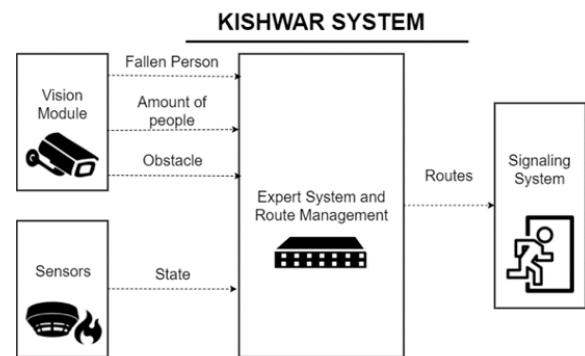 KISHWAR SYSTEM
Vision
Module
Fallen Person
Amount of
people
Obstacle
Expert System and
Route Management
Routes
Signaling
System
Sensors
State